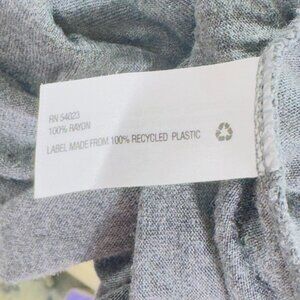 RN 54023
100% RAYON
LABEL MADE FROM 100% RECYCLED PLASTIC